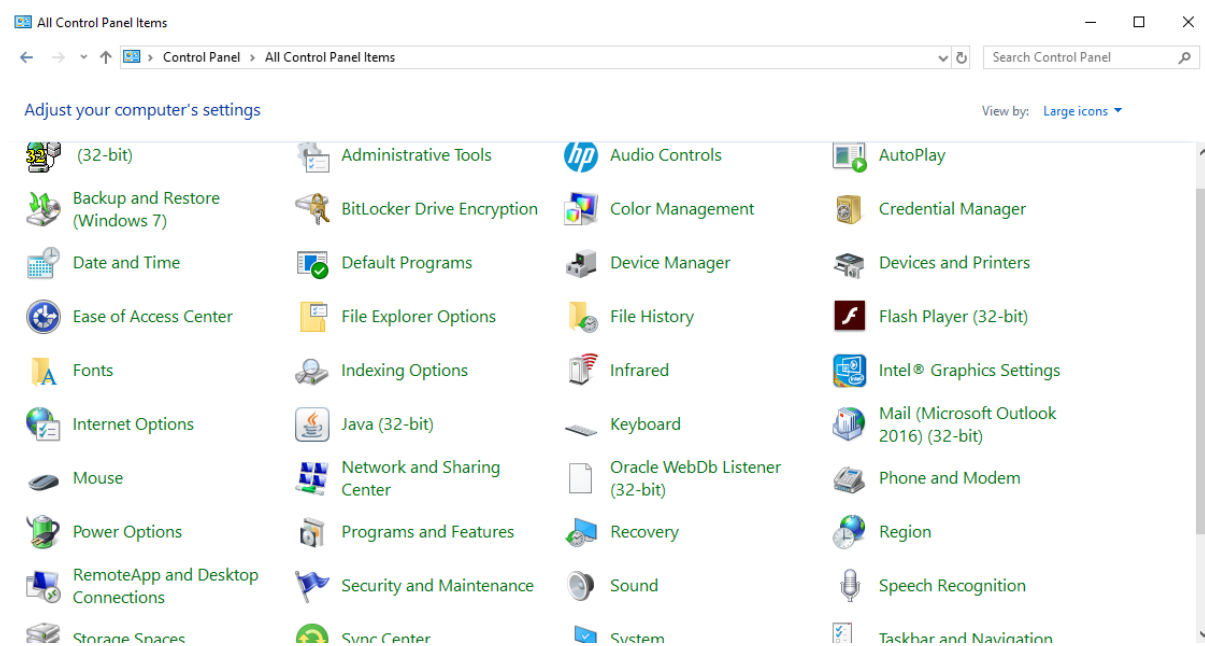 All Control Panel Items
Control Panel > All Control Panel Items
Search Control Panel
Adjust your computer's settings
View by: Large icons
32
(32-bit)
Administrative Tools
hp
Audio Controls
AutoPlay
Backup and Restore
(Windows 7)
BitLocker Drive Encryption
Color Management
Credential Manager
Date and Time
Default Programs
Device Manager
Devices and Printers
Ease of Access Center
File Explorer Options
File History
Flash Player (32-bit)
Fonts
Indexing Options
Infrared
Intel® Graphics Settings
Internet Options
Java (32-bit)
Keyboard
Mail (Microsoft Outlook
2016) (32-bit)
Mouse
Network and Sharing
Center
Oracle WebDb Listener
(32-bit)
Phone and Modem
Power Options
Programs and Features
Recovery
Region
RemoteApp and Desktop
Connections
Security and Maintenance
Sound
Speech Recognition
Storage Spaces
Sync Center
System
Taskbar and Navigation